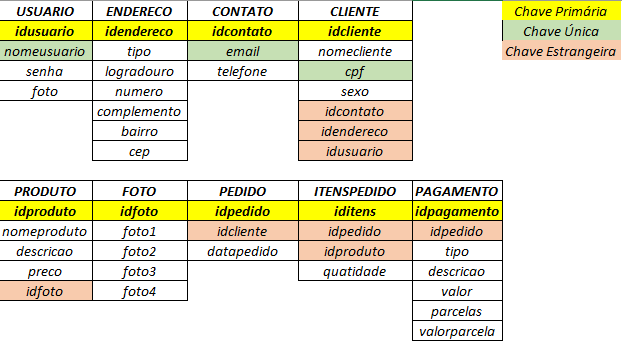 USUARIO ENDERECO CONTATO CLIENTE Chave Primária
idusuario idendereco idcontato idcliente Chave Única
nomeusuario tipo email nomecliente Chave Estrangeira
senha logradouro telefone cpf
foto numero sexo
complemento idcontato
bairro idendereco
cep idusuario
PRODUTO FOTO PEDIDO ITENSPEDIDO PAGAMENTO
idproduto idfoto idpedido iditens idpagamento
nomeproduto foto1 idcliente idpedido idpedido
descricao foto2 datapedido idproduto tipo
preco foto3 quatidade descricao
idfoto foto4 valor
parcelas
valorparcela